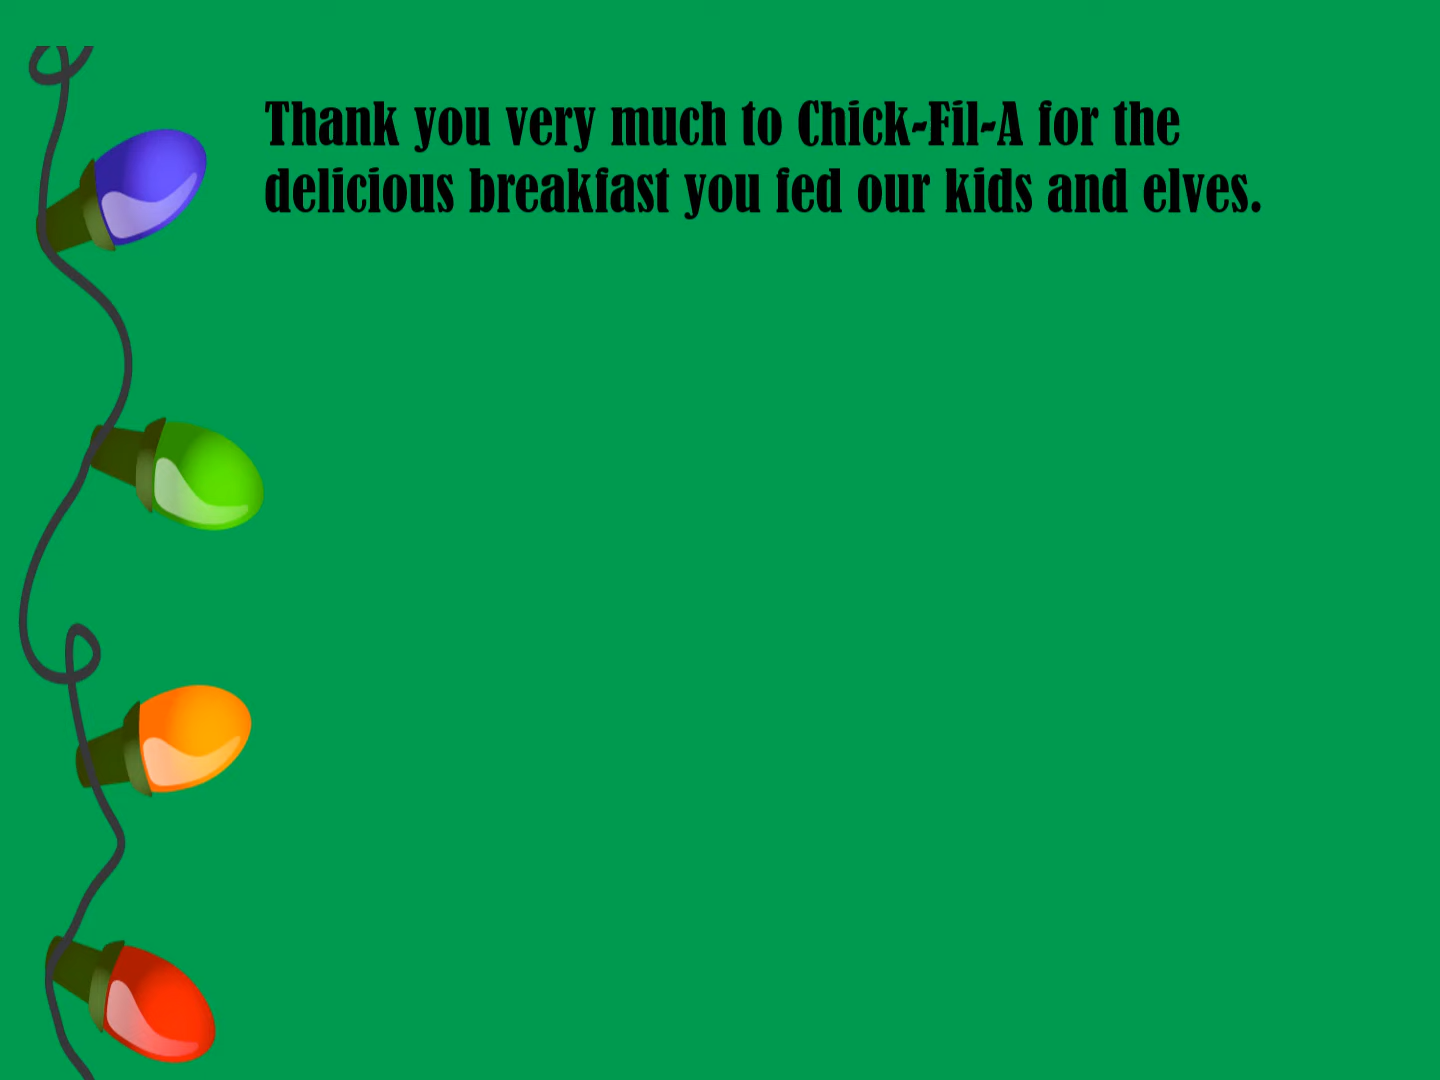 Thank you very much to Chick-Fil-A for the
delicious breakfast you fed our kids and elves.